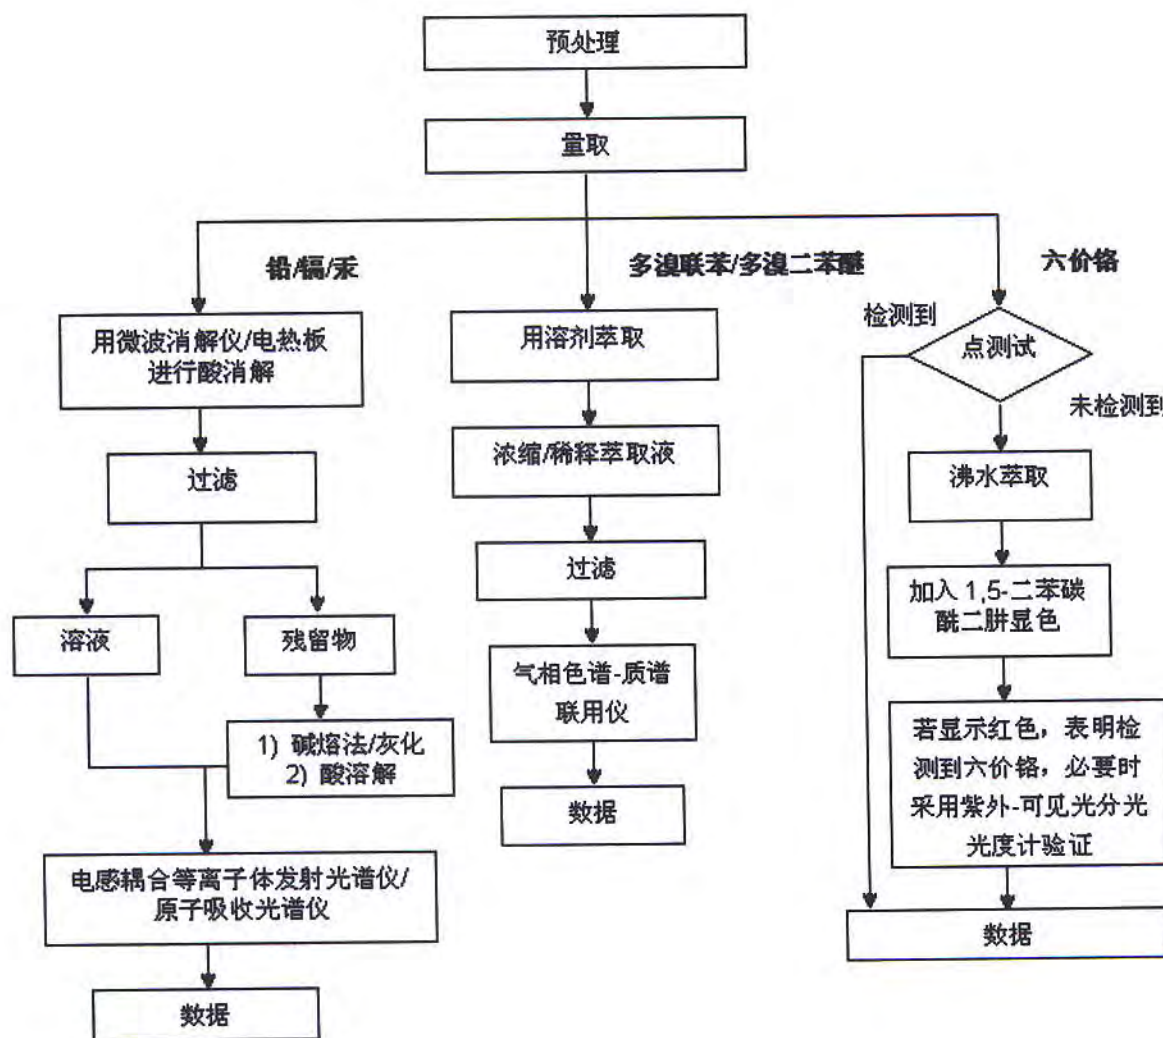 预处理
量取
铅/镉/汞
多溴联苯/多溴二苯醚
六价铬
用微波消解仪/电热板
进行酸消解
过滤
溶液
残留物
1) 碱熔法/灰化
2) 酸溶解
电感耦合等离子体发射光谱仪/
原子吸收光谱仪
数据
用溶剂萃取
浓缩/稀释萃取液
过滤
气相色谱-质谱
联用仪
数据
检测到
点测试
未检测到
沸水萃取
加入 1,5-二苯碳
酰二肼显色
若显示红色，表明检
测到六价铬，必要时
采用紫外-可见光分光
光度计验证
数据